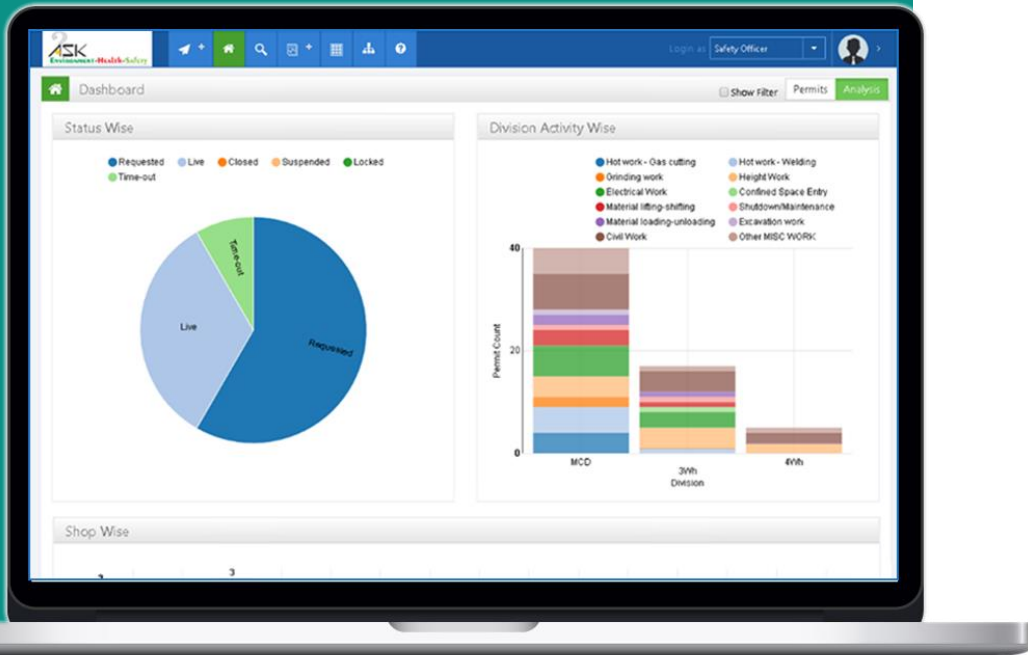 2
ASK
Environment-Health-Safety
Login as Safety Officer
Dashboard
Show Filter Permits Analysis
Status Wise
Requested Live Closed Suspended Locked
Time-out
Time-out
Live
Requested
Division Activity Wise
Hot work - Gas cutting Hot work - Welding
Grinding work Height Work
Electrical Work Confined Space Entry
Material lifting-shifting Shutdown/Maintenance
Material loading-unloading Excavation work
Civil Work Other MISC WORK
40
20
0
Permit Count
MCD 3Wh 4Wh
Division
Shop Wise
3